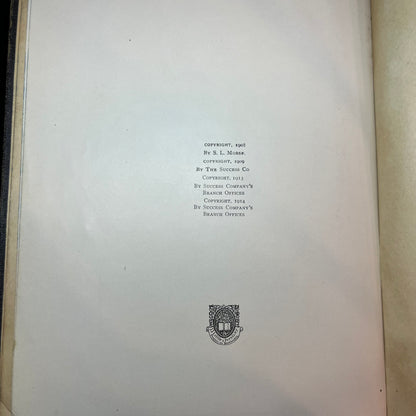 COPYRIGHT, 1908
BY S. L. MORSE.
COPYRIGHT, 1909
BY THE SUCCESS CO
COPYRIGHT, 1913
BY SUCCESS COMPANY'S
BRANCH OFFICES
COPYRIGHT, 1914
BY SUCCESS COMPANY'S
BRANCH OFFICES